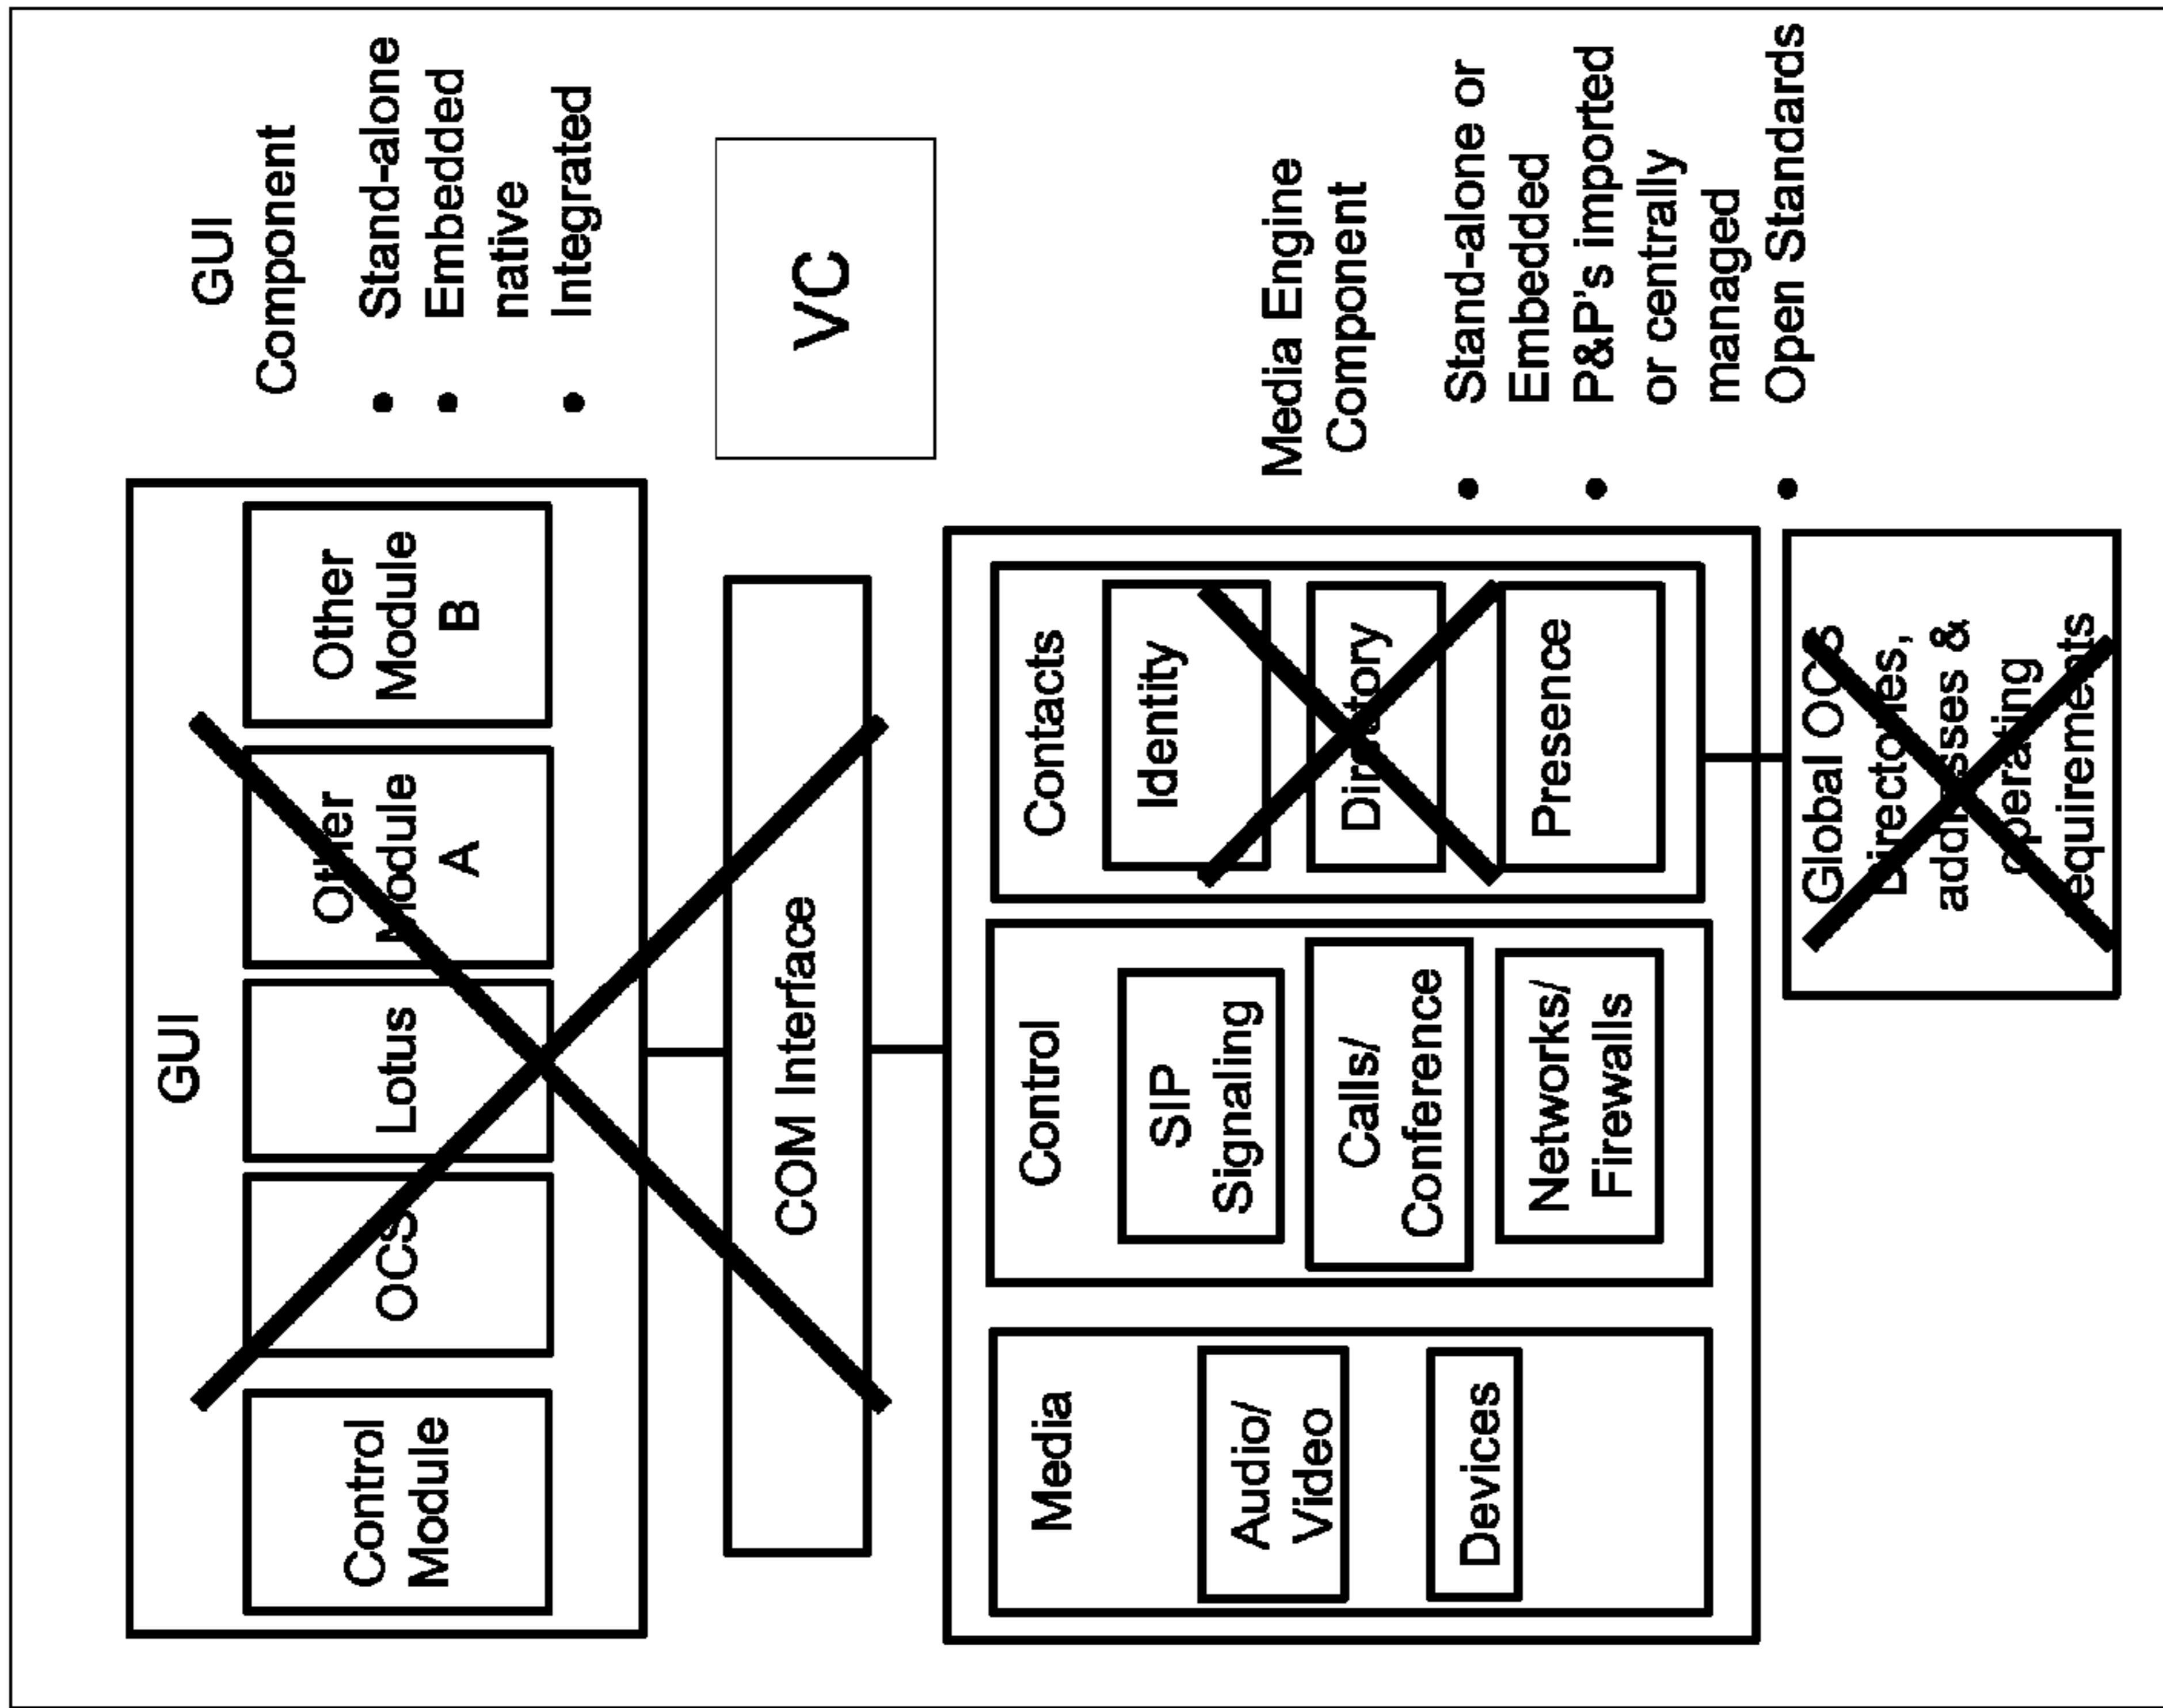 GUI
Control
Module
OCS
Lotus
Other
Module
A
Other
Module
B
GUI
Component
• Stand-alone
• Embedded
native
• Integrated
COM Interface
VC
Media
Audio/
Video
Devices
Control
SIP
Signaling
Calls/
Conference
Networks/
Firewalls
Contacts
Identity
Directory
Presence
Media Engine
Component
• Stand-alone or
Embedded
• P&P's imported
or centrally
managed
• Open Standards
Global OCS
Directories,
addresses &
operating
requirements